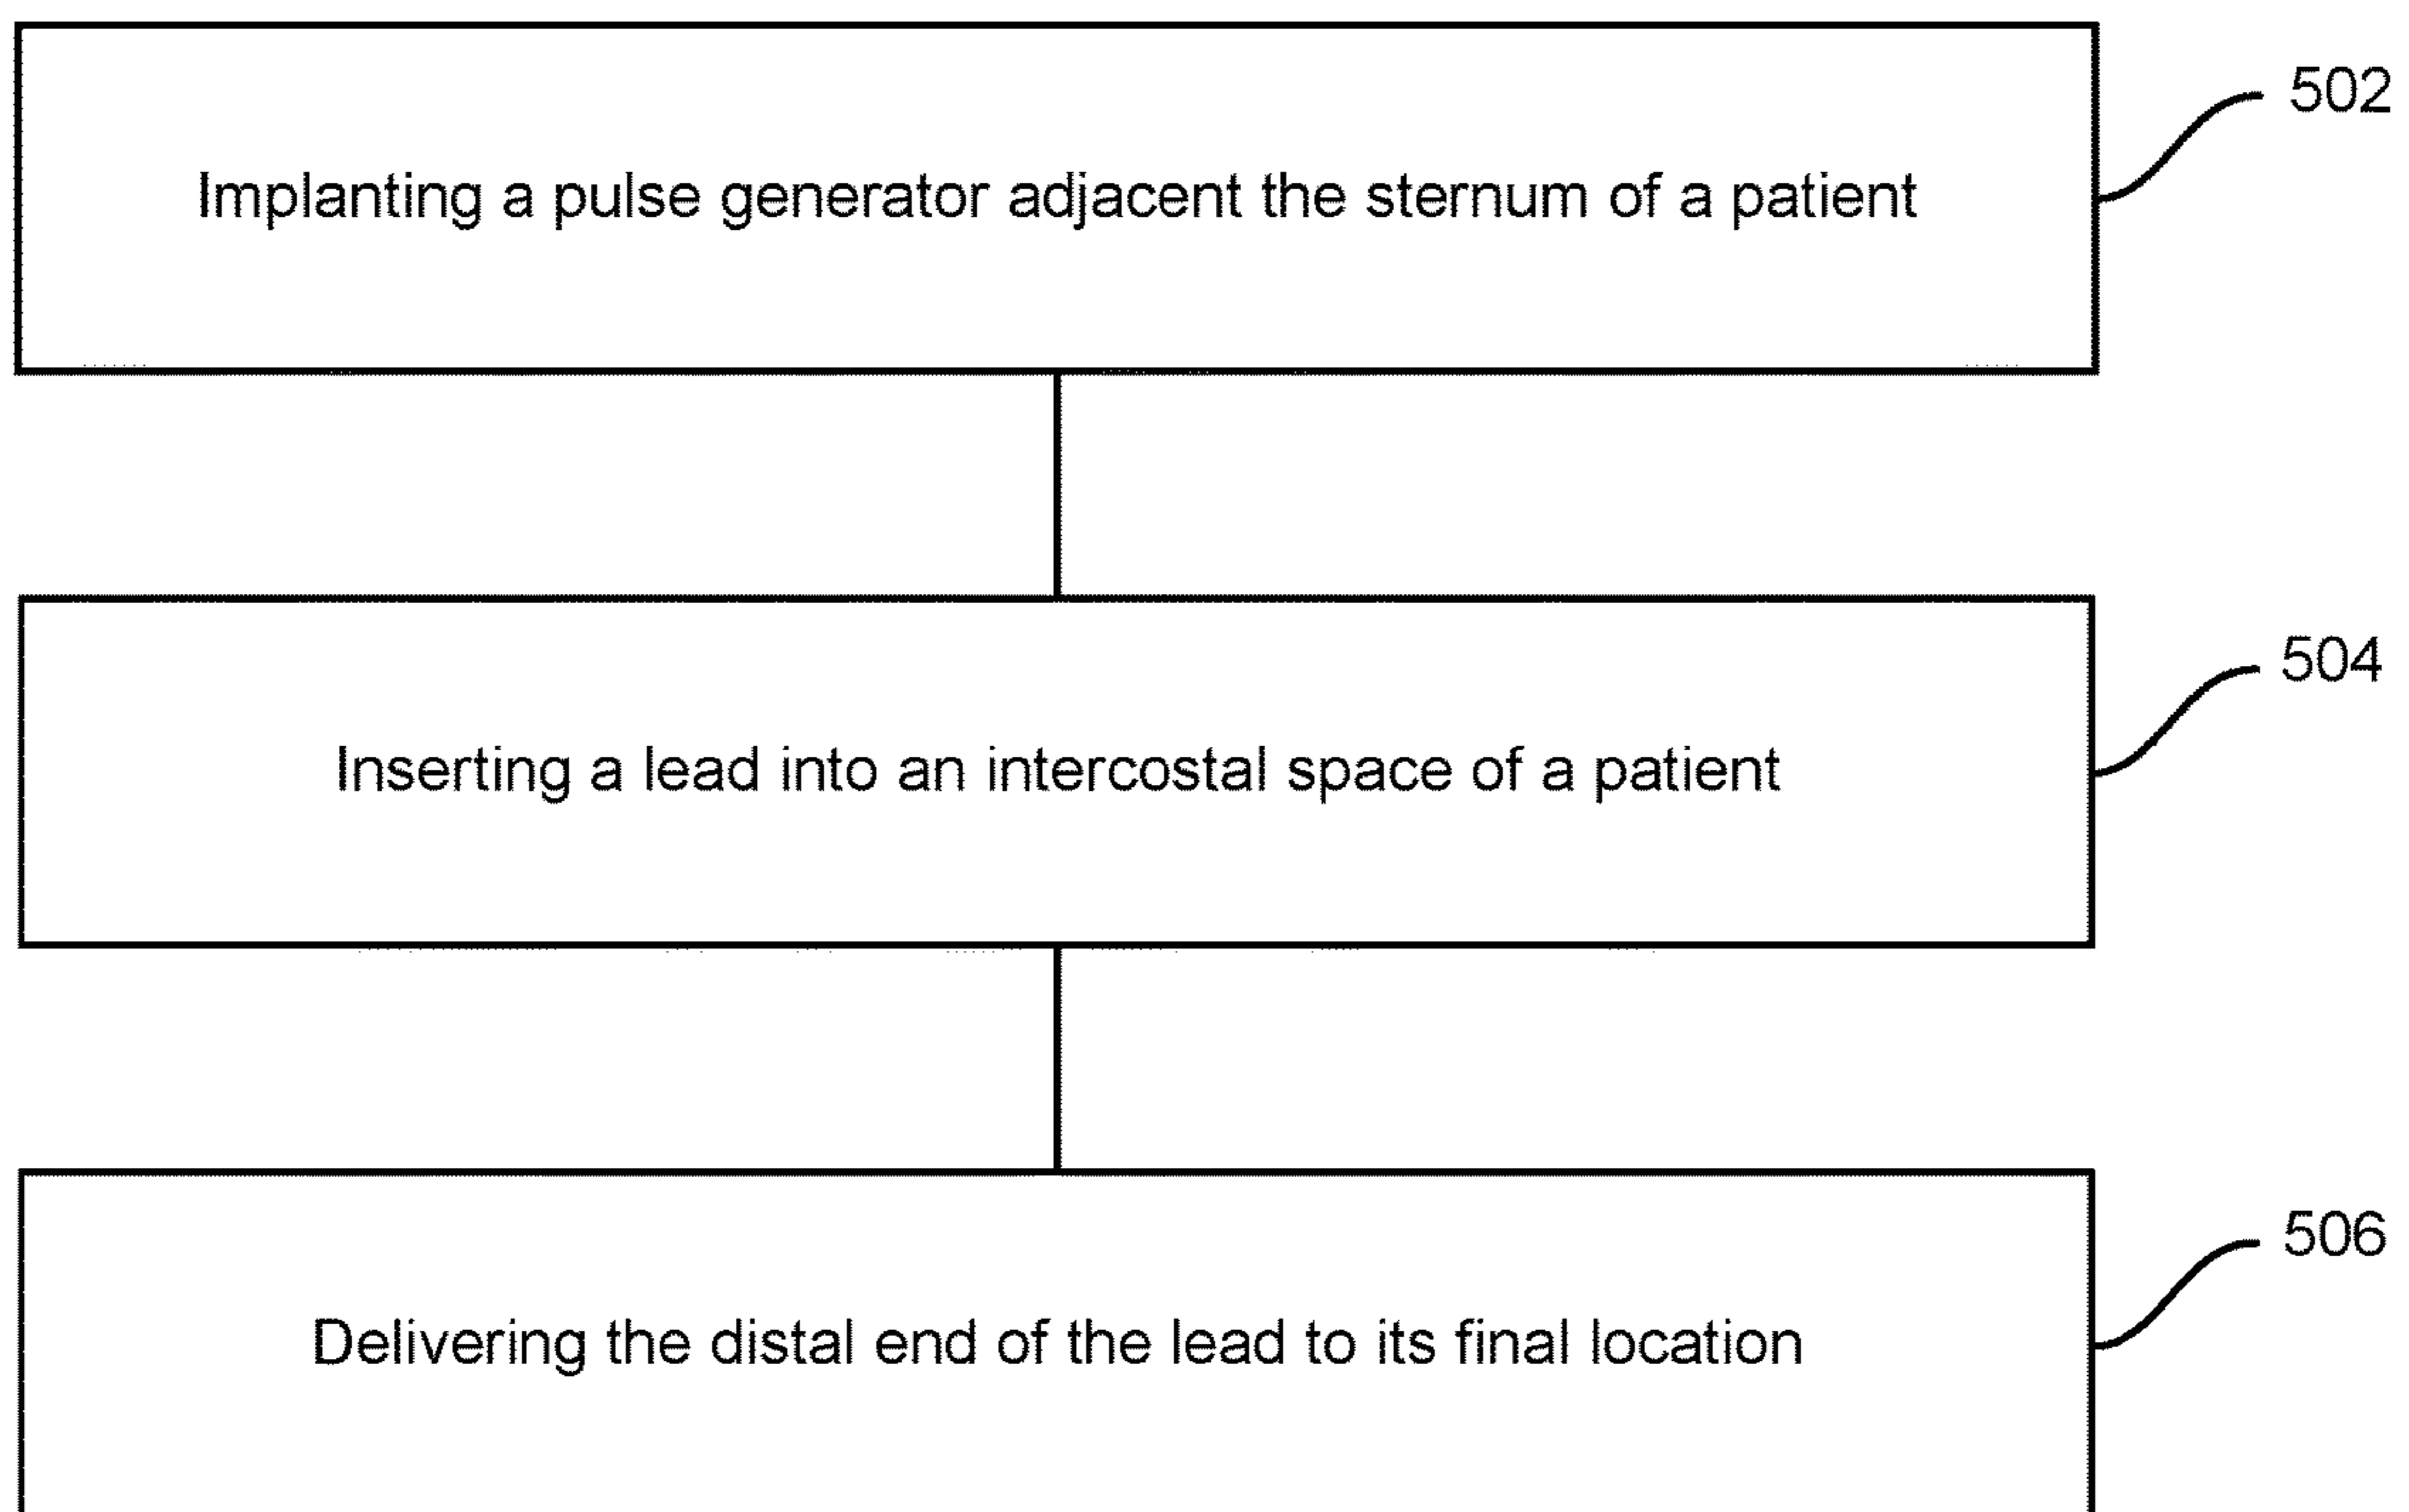 Implanting a pulse generator adjacent the sternum of a patient
502
Inserting a lead into an intercostal space of a patient
504
Delivering the distal end of the lead to its final location
506